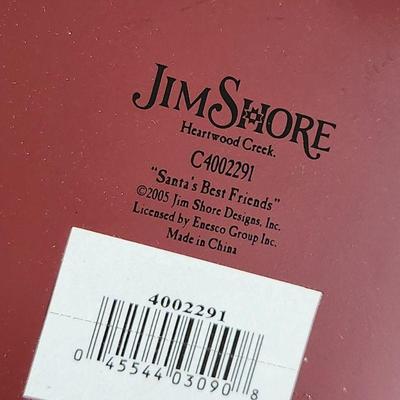 JIM SHORE
Heartwood Creek.
C4002291
"Santa's Best Friends"
©2005 Jim Shore Designs, Inc.
Licensed by Enesco Group Inc.
Made in China
4002291
0 45544 03090 8